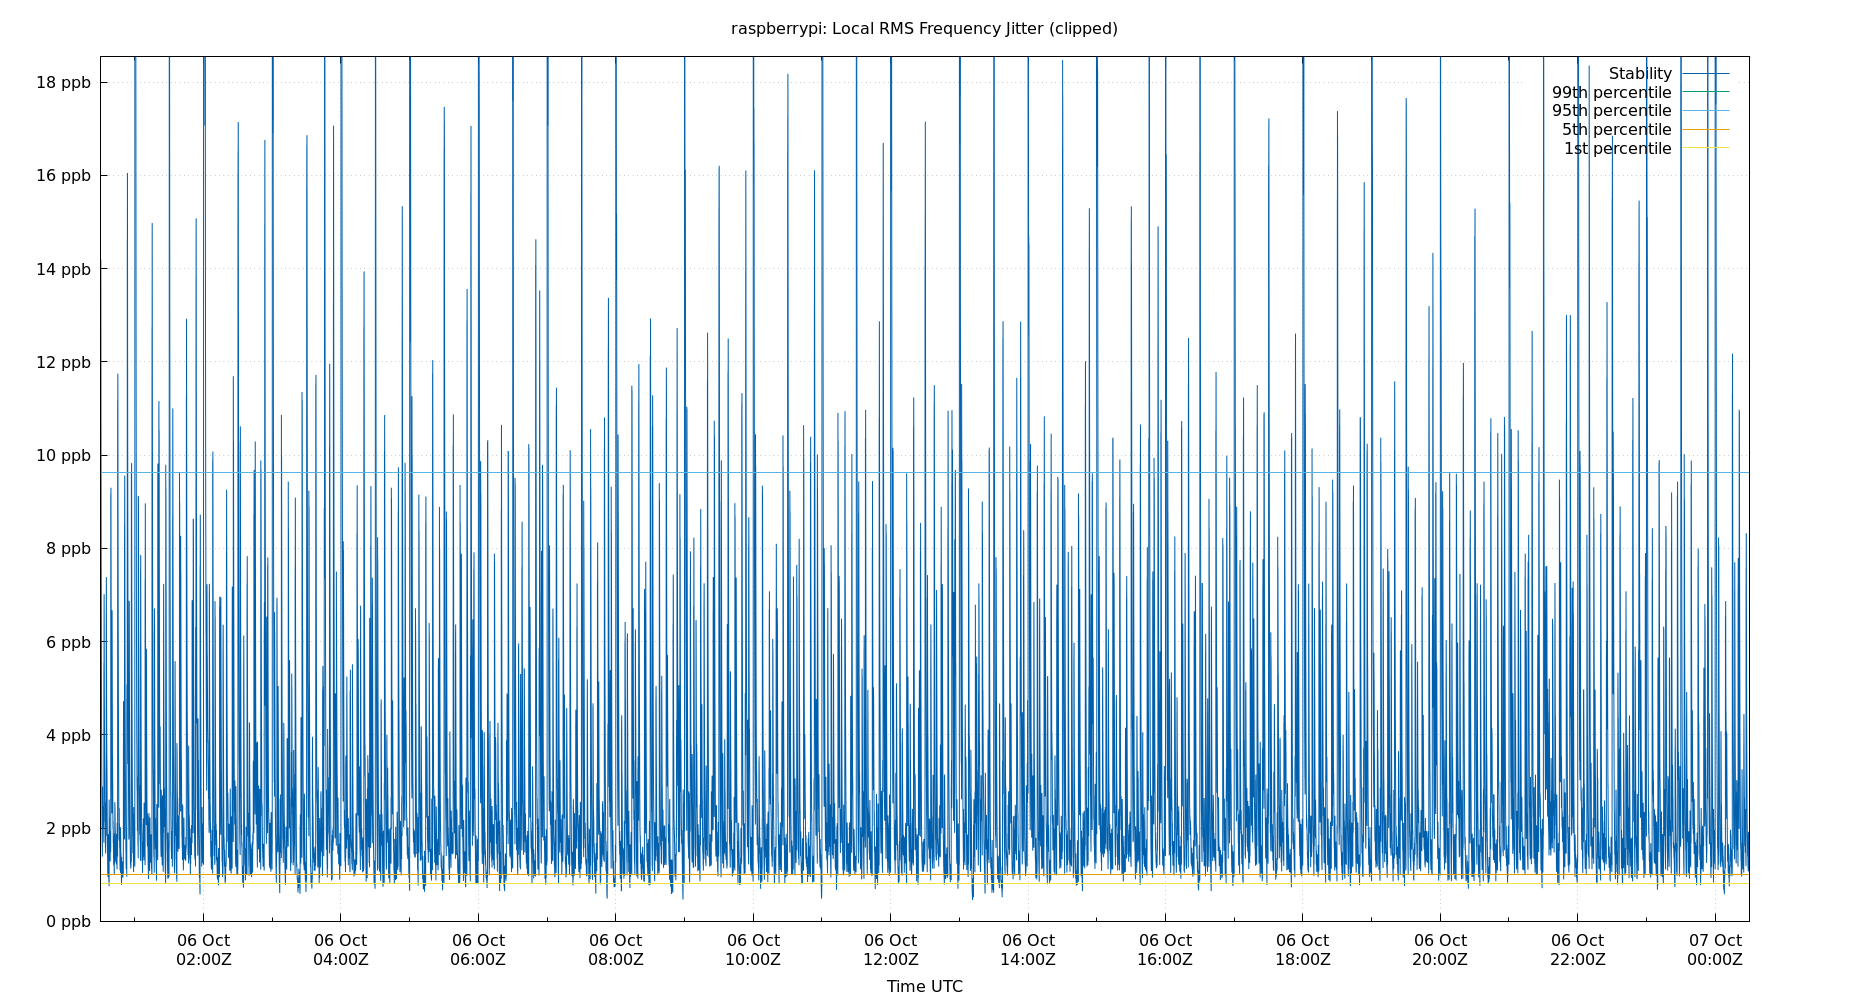 raspberrypi: Local RMS Frequency Jitter (clipped)
18 ppb
16 ppb
14 ppb
12 ppb
10 ppb
8 ppb
6 ppb
4 ppb
2 ppb
0 ppb
Stability
99th percentile
95th percentile
5th percentile
1st percentile
06 Oct
02:00Z
06 Oct
04:00Z
06 Oct
06:00Z
06 Oct
08:00Z
06 Oct
10:00Z
06 Oct
12:00Z
06 Oct
14:00Z
06 Oct
16:00Z
06 Oct
18:00Z
06 Oct
20:00Z
06 Oct
22:00Z
07 Oct
00:00Z
Time UTC